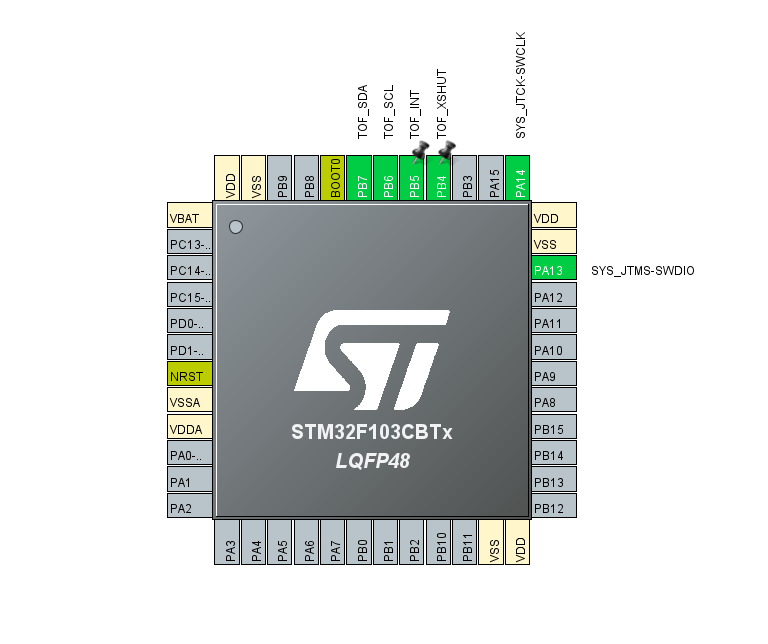 TOF_SDA
TOF_SCL
TOF_INT
TOF_XSHUT
SYS_JTCK-SWCLK
VDD
VSS
PB9
PB8
BOOT0
PB7
PB6
PB5
PB4
PB3
PA15
PA14
VBAT
PC13-..
PC14-..
PC15-..
PD0-..
PD1-..
NRST
VSSA
VDDA
PA0-..
PA1
PA2
STM32F103CBTx
LQFP48
VDD
VSS
PA13 SYS_JTMS-SWDIO
PA12
PA11
PA10
PA9
PA8
PB15
PB14
PB13
PB12
PA3
PA4
PA5
PA6
PA7
PB0
PB1
PB2
PB10
PB11
VSS
VDD